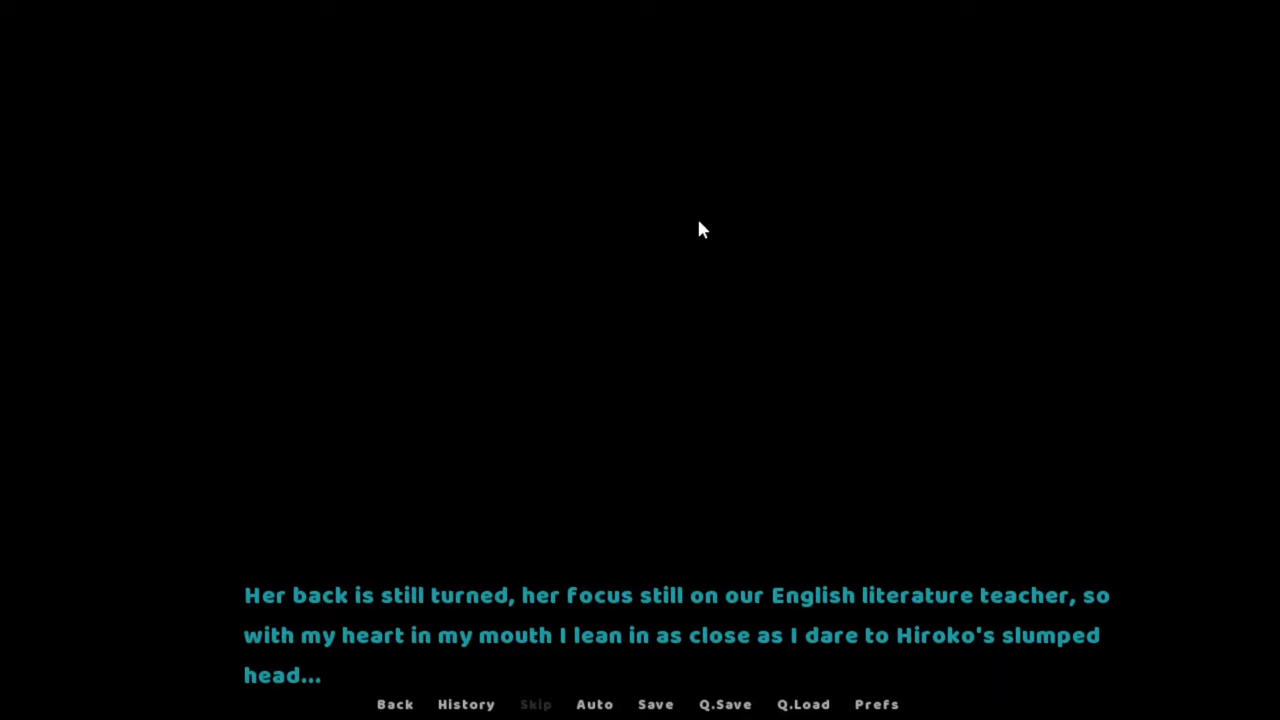 Her back is still turned, her focus still on our English literature teacher, so
with my heart in my mouth I lean in as close as I dare to Hiroko's slumped
head...
Back History Skip Auto Save Q.Save Q.Load Prefs